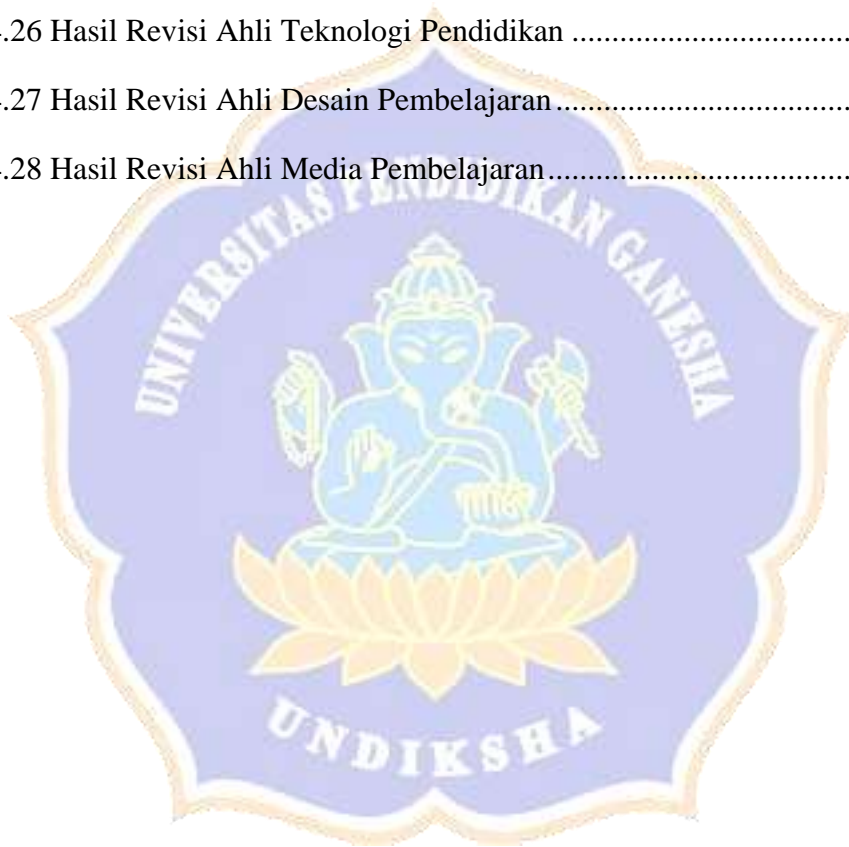 .26 Hasil Revisi Ahli Teknologi Pendidikan ..................................
.27 Hasil Revisi Ahli Desain Pembelajaran ....................................
.28 Hasil Revisi Ahli Media Pembelajaran .....................................
UNIVERSITAS PENDIDIKAN GANESHA
UNDIKSHA